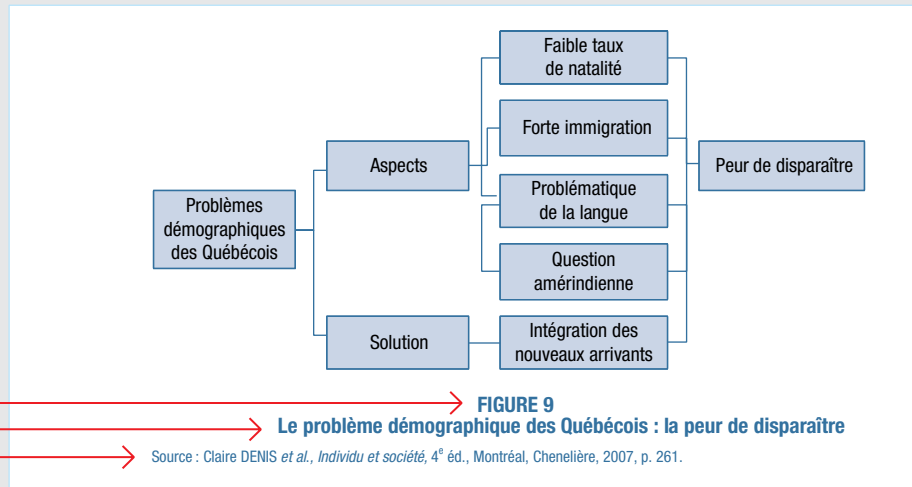 Faible taux
de natalité
Forte immigration
Aspects
Peur de disparaître
Problématique
de la langue
Problèmes
démographiques
des Québécois
Question
amérindienne
Solution
Intégration des
nouveaux arrivants
FIGURE 9
Le problème démographique des Québécois : la peur de disparaître
Source : Claire DENIS et al., Individu et société, 4e éd., Montréal, Chenelière, 2007, p. 261.